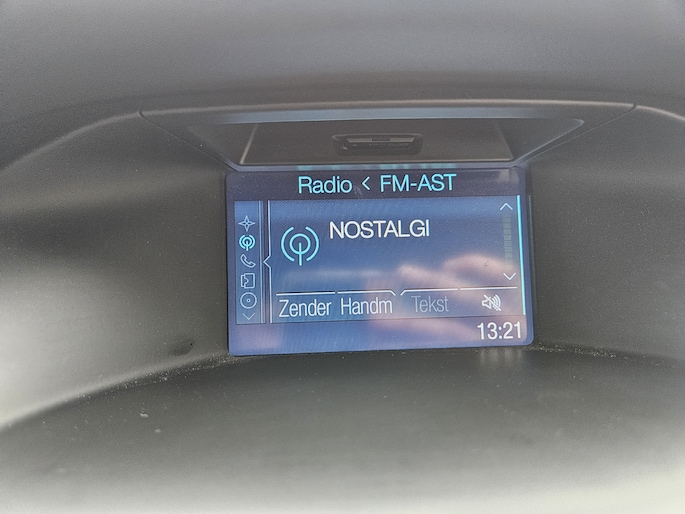 Radio < FM-AST
NOSTALGI
Zender Handm Tekst
13:21